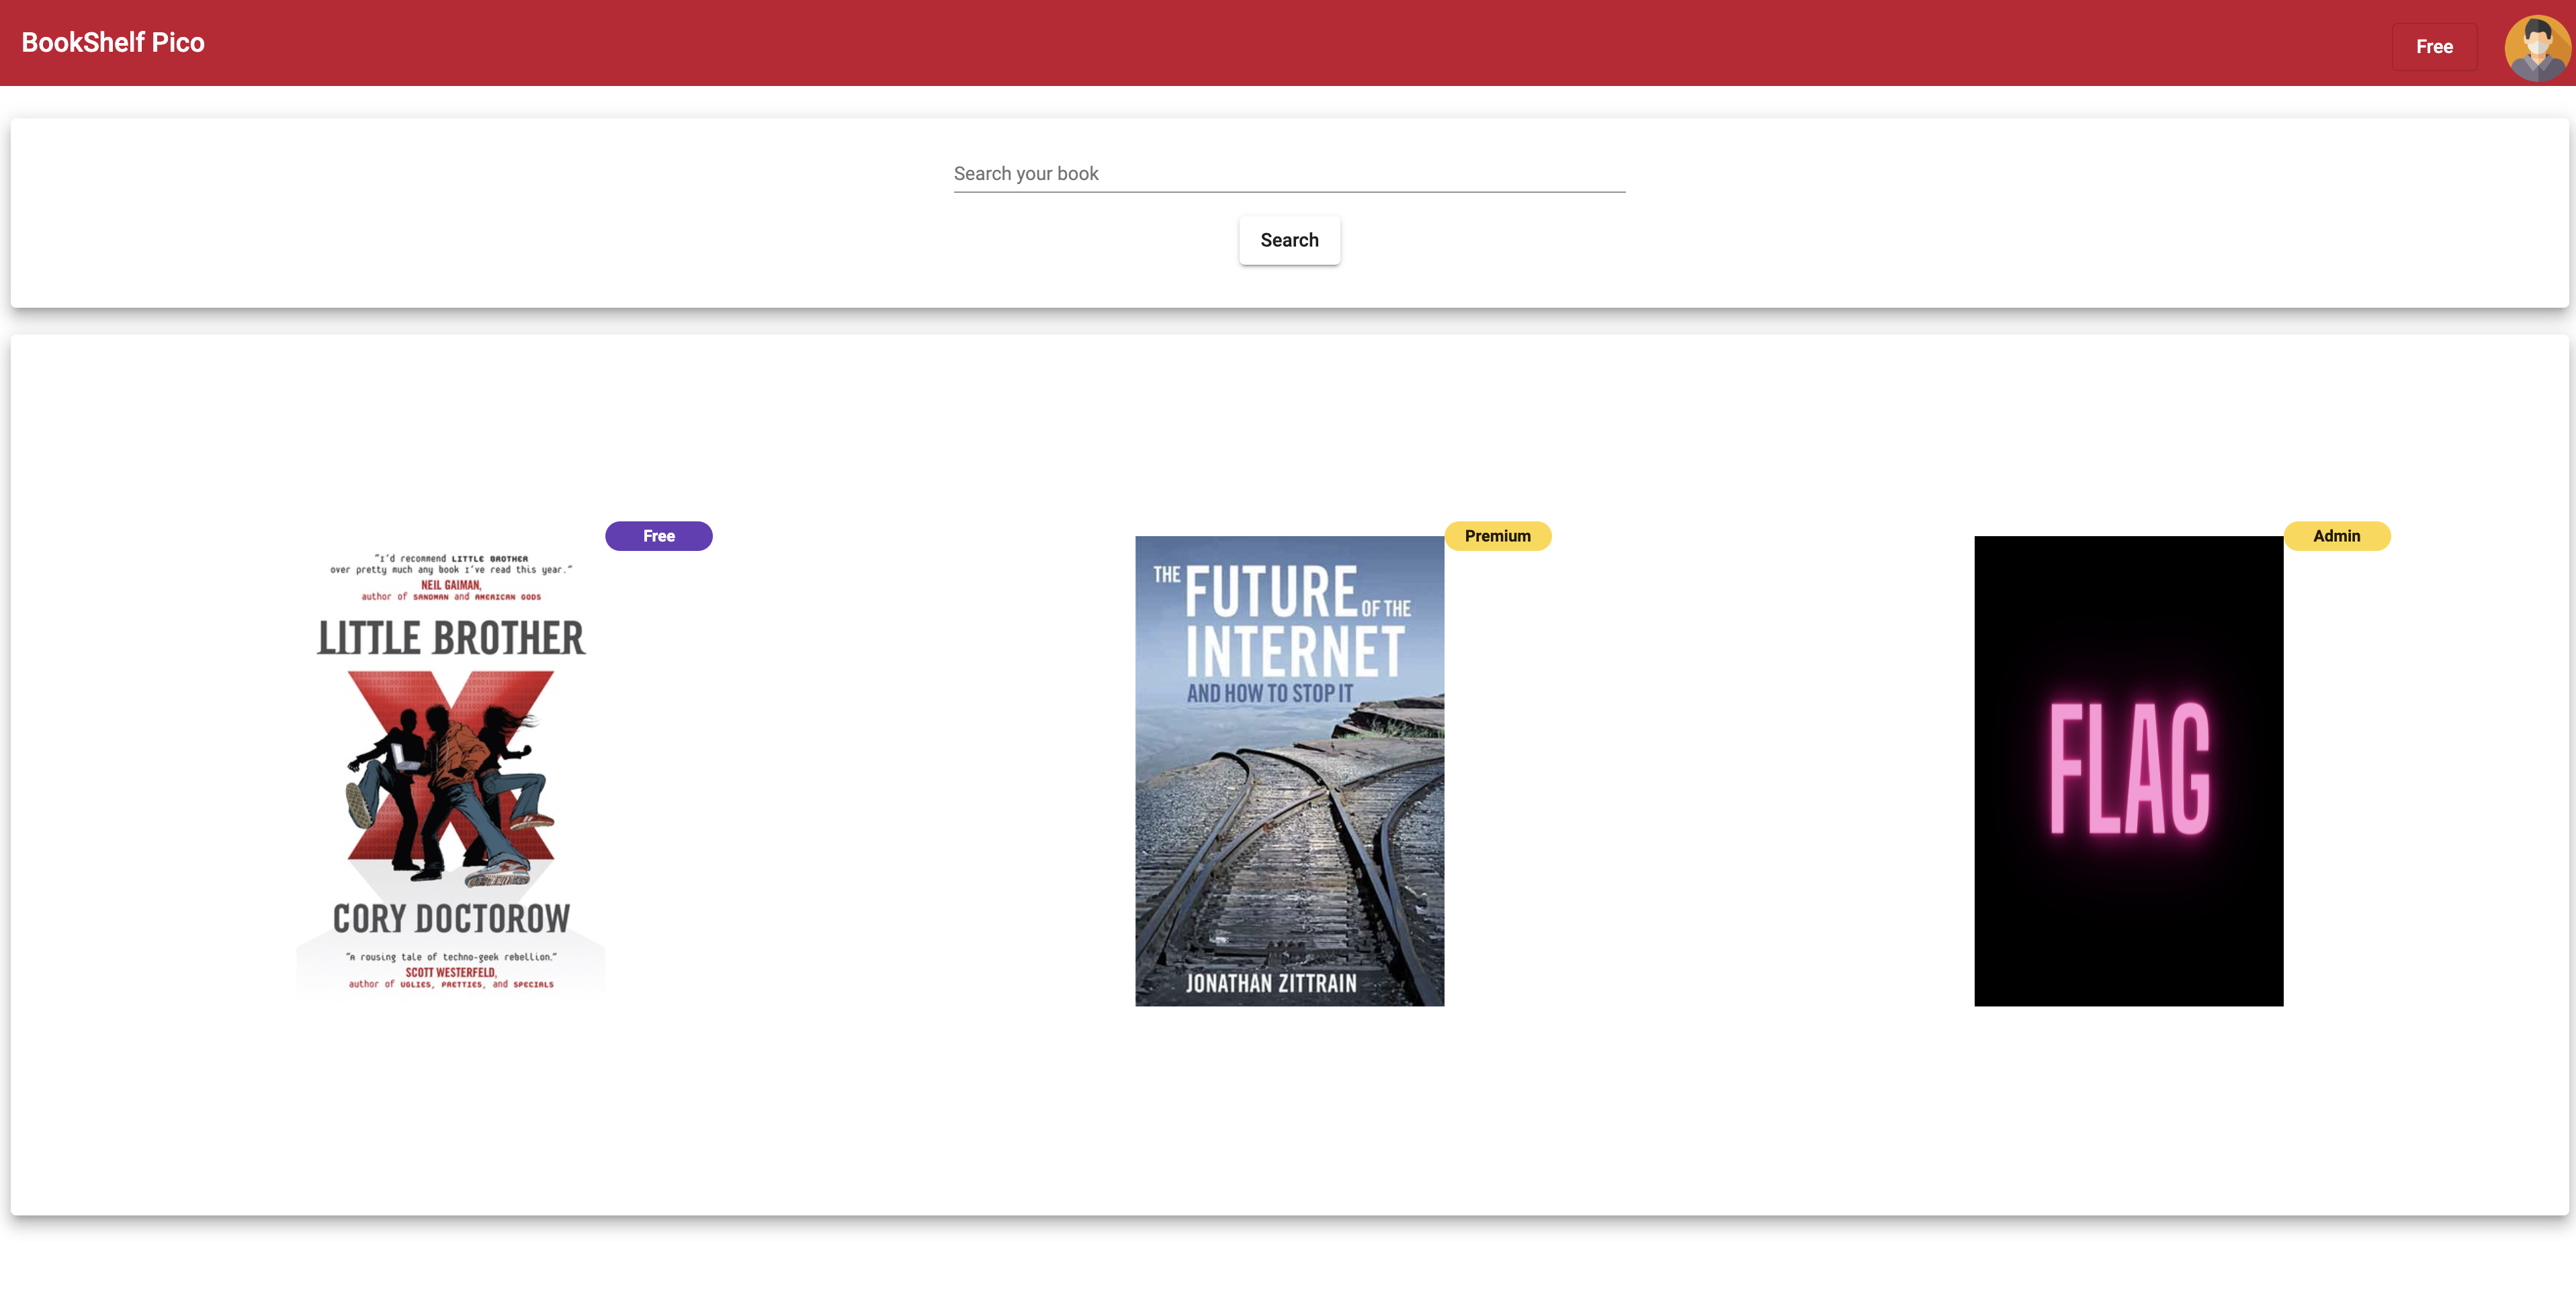 BookShelf Pico
Free
Search your book
Search
Free
"I'd recommend LITTLE BROTHER
over pretty much any book I've read this year."
NEIL GAIMAN,
author of SANDMAN and AMERICAN GODS
LITTLE BROTHER
CORY DOCTOROW
"A rousing tale of techno-geek rebellion."
SCOTT WESTERFELD,
author of UGLIES, PRETTIES, and SPECIALS
Premium
THE FUTURE OF THE
INTERNET
AND HOW TO STOP IT
JONATHAN ZITTRAIN
Admin
FLAG